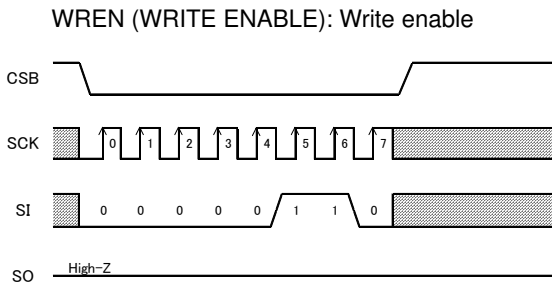 WREN (WRITE ENABLE): Write enable
CSB
SCK 0 1 2 3 4 5 6 7
SI 0 0 0 0 0 1 1 0
SO High-Z